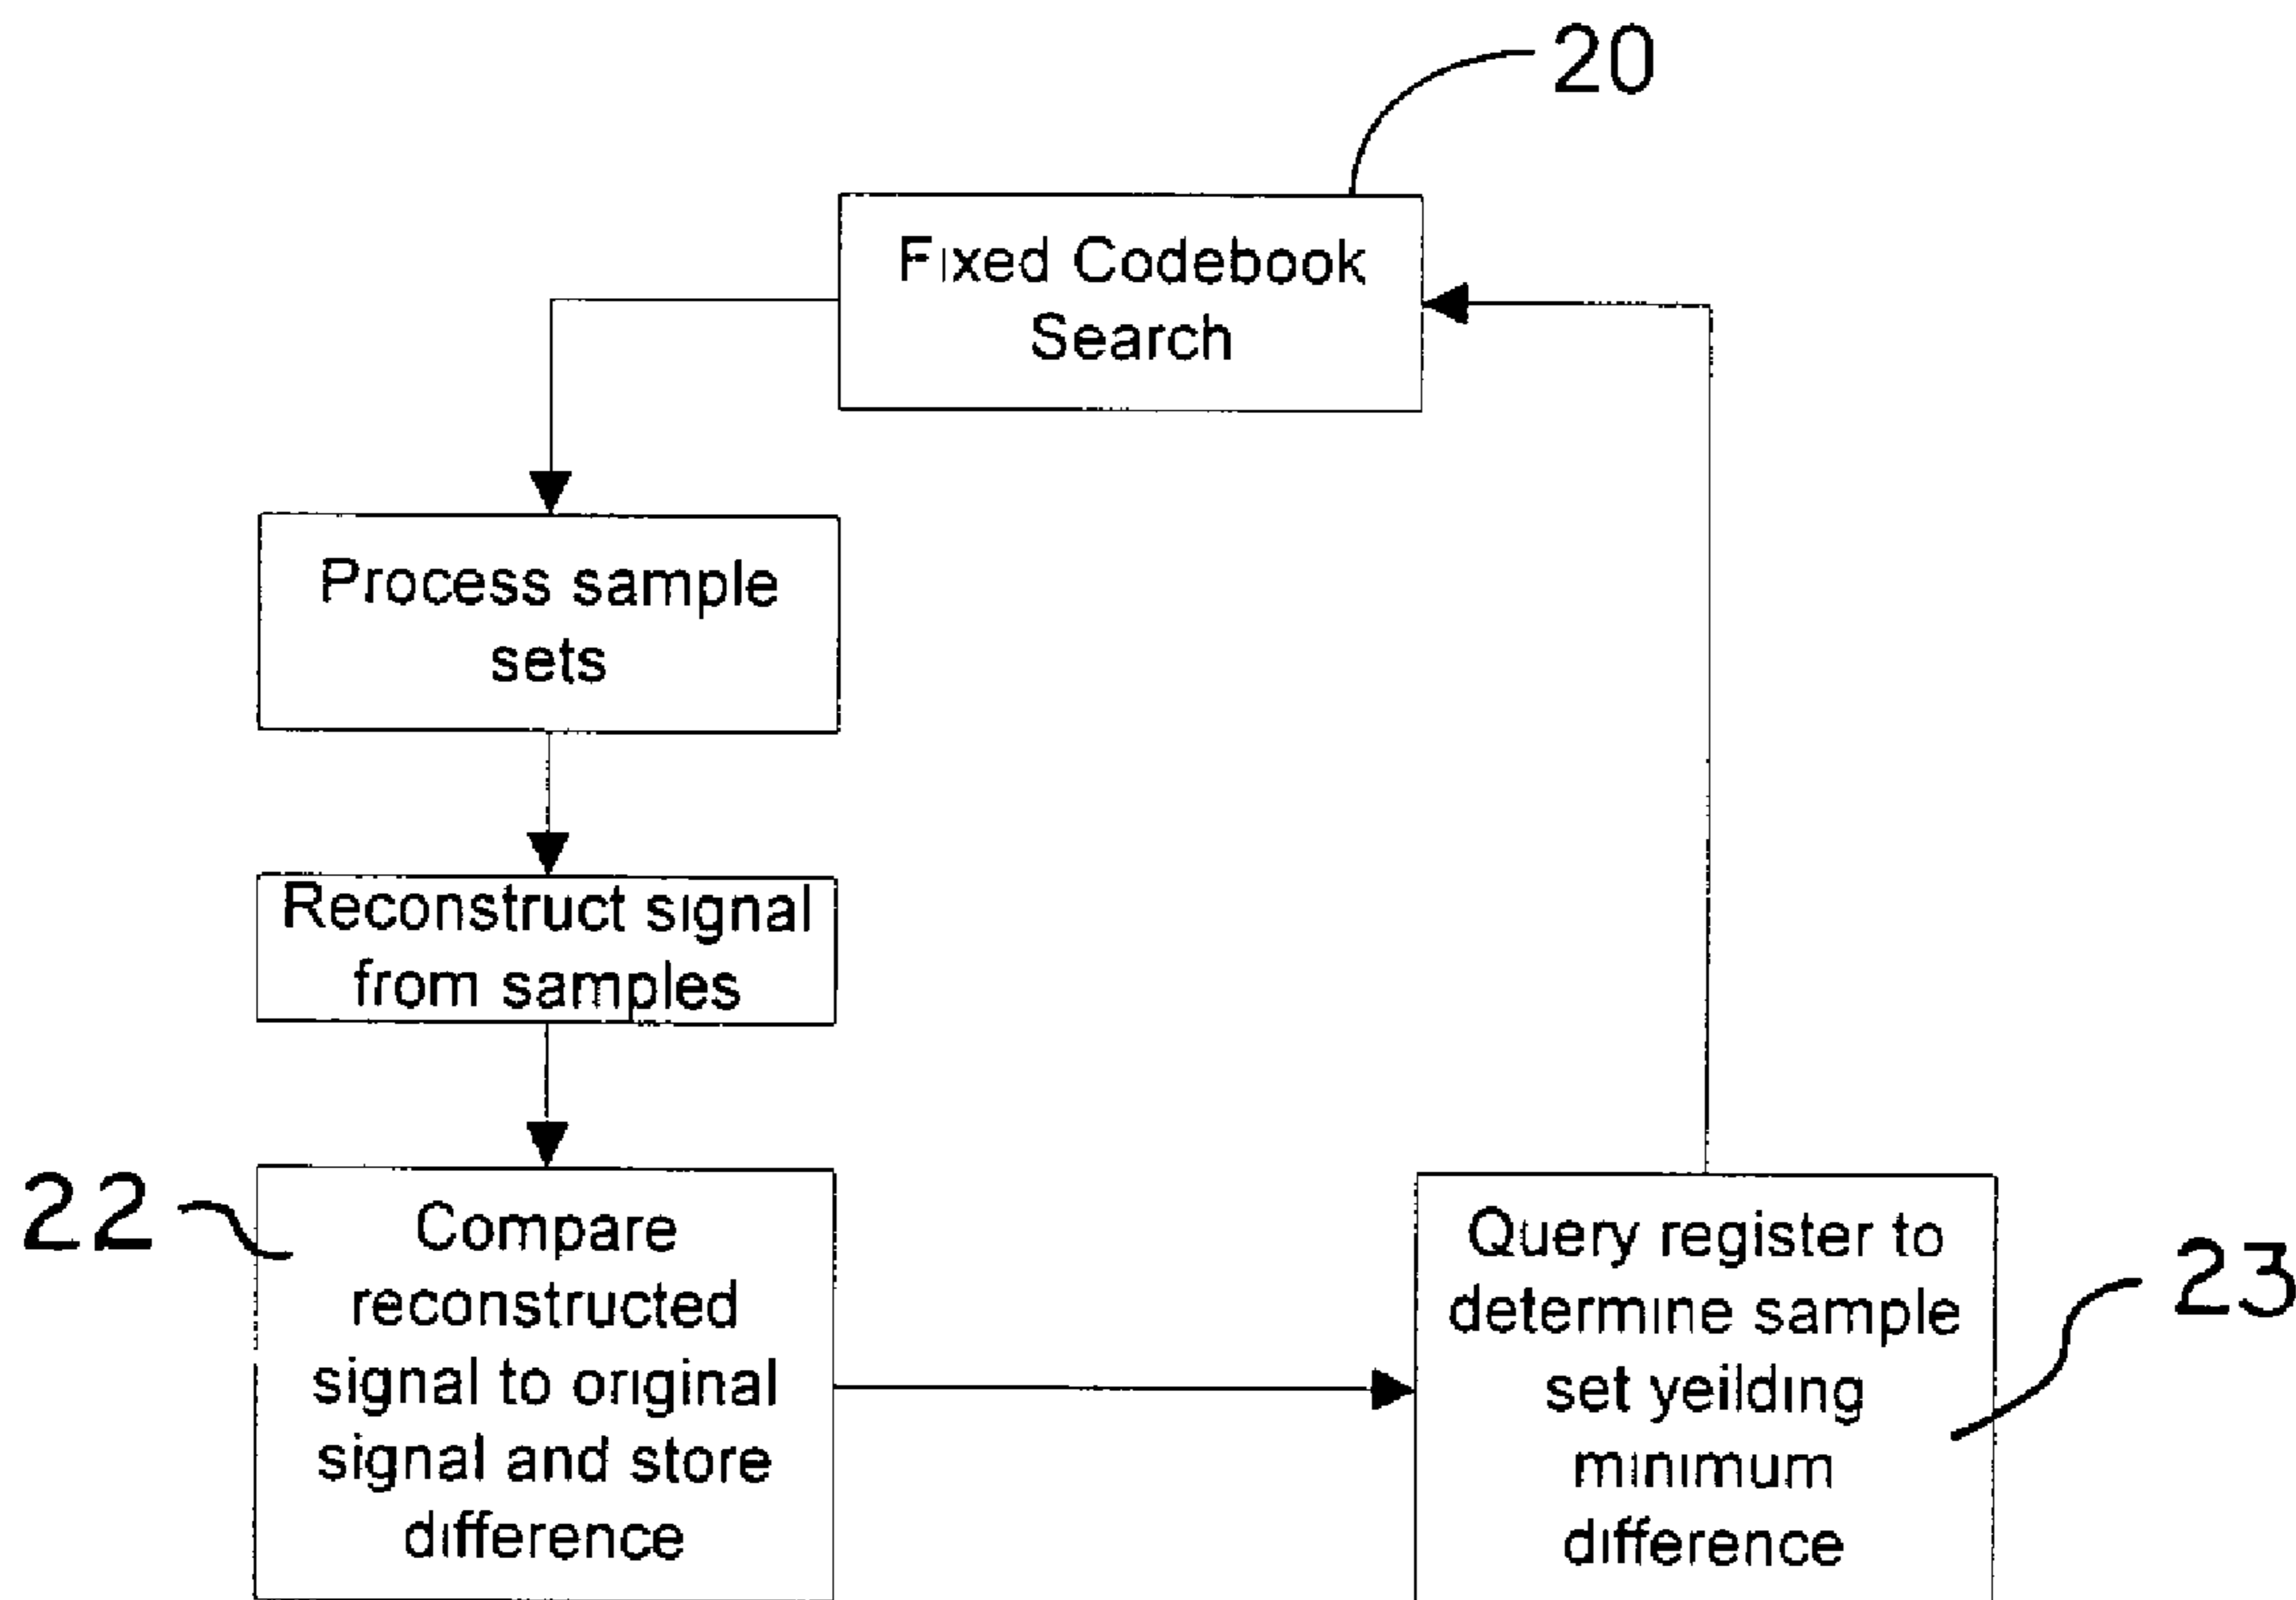 20
Fixed Codebook
Search
Process sample
sets
Reconstruct signal
from samples
22
Compare
reconstructed
signal to original
signal and store
difference
Query register to
determine sample
set yeilding
minimum
difference
23